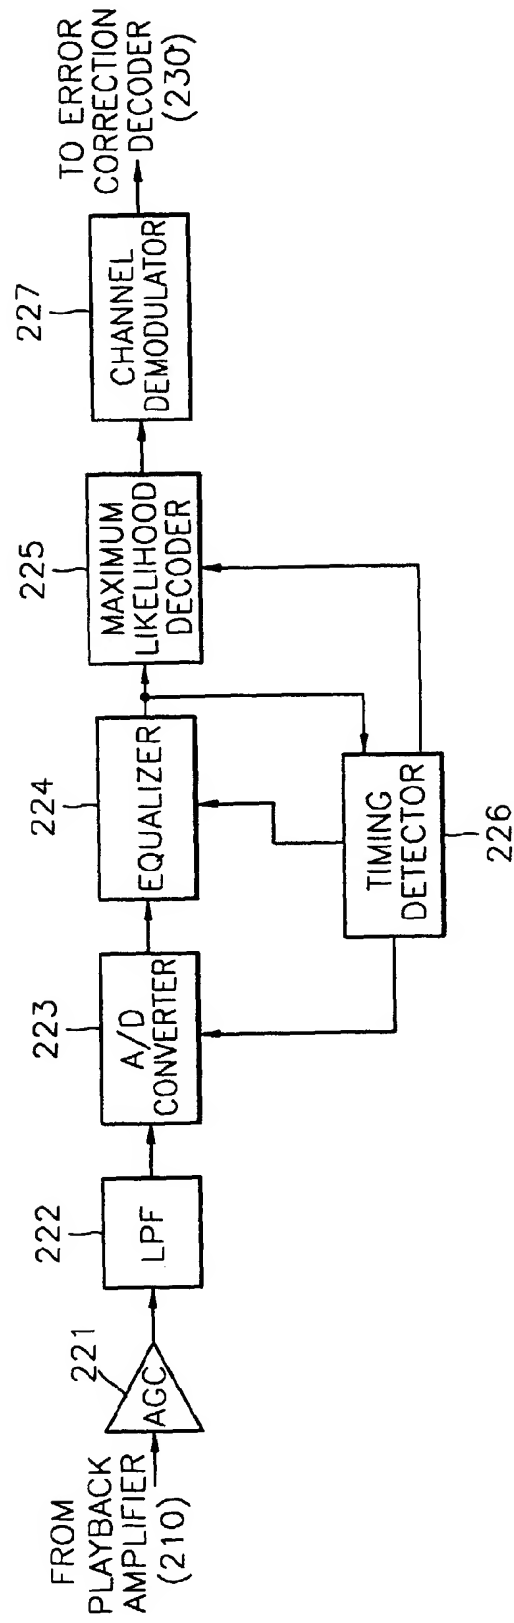 FROM
PLAYBACK
AMPLIFIER
(210)
221
AGC
222
LPF
223
A/D
CONVERTER
224
EQUALIZER
225
MAXIMUM
LIKELIHOOD
DECODER
227
CHANNEL
DEMODULATOR
TO ERROR
CORRECTION
DECODER
(230)
TIMING
DETECTOR
226